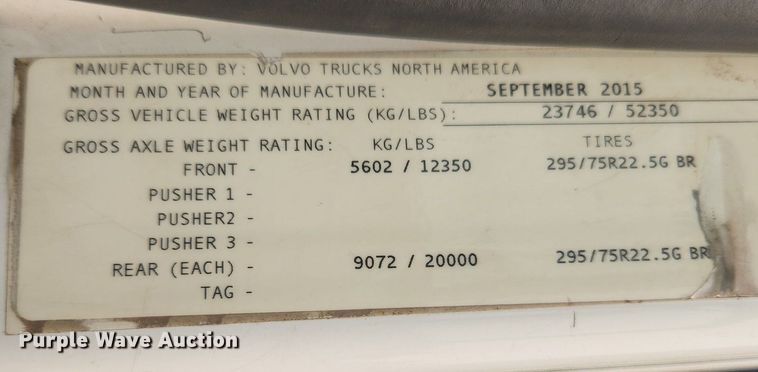 MANUFACTURED BY: VOLVO TRUCKS NORTH AMERICA
MONTH AND YEAR OF MANUFACTURE: SEPTEMBER 2015
GROSS VEHICLE WEIGHT RATING (KG/LBS): 23746 / 52350
GROSS AXLE WEIGHT RATING: KG/LBS TIRES
FRONT - 5602 / 12350 295/75R22.5G BR
PUSHER 1 -
PUSHER2 -
PUSHER 3 -
REAR (EACH) - 9072 / 20000 295/75R22.5G BR
TAG -
Purple Wave Auction